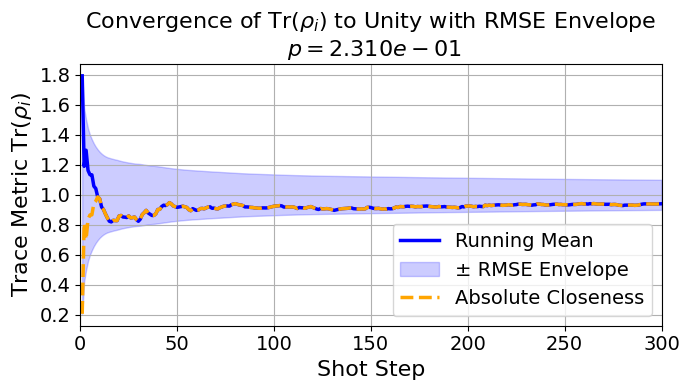 Convergence of Tr(ρᵢ) to Unity with RMSE Envelope
p = 2.310e − 01
Trace Metric Tr(ρᵢ)
1.8
1.6
1.4
1.2
1.0
0.8
0.6
0.4
0.2
Running Mean
± RMSE Envelope
Absolute Closeness
0 50 100 150 200 250 300
Shot Step